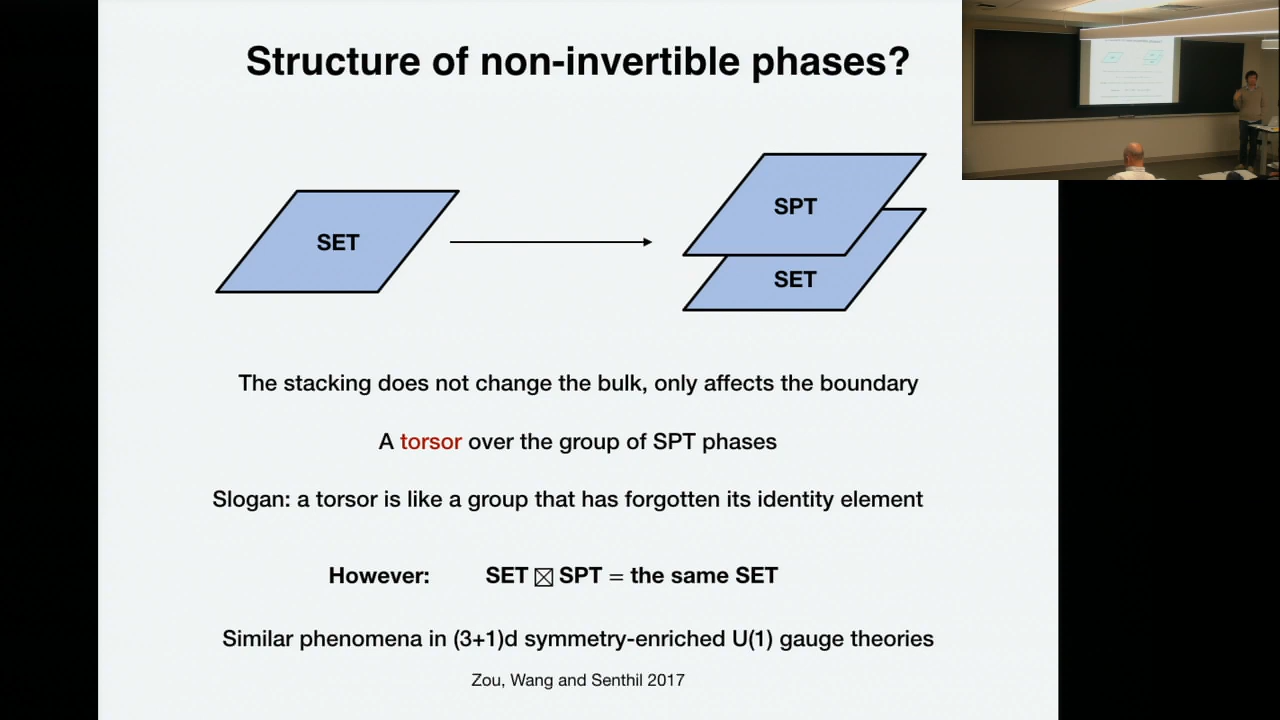 Structure of non-invertible phases?
SET
SPT
SET
The stacking does not change the bulk, only affects the boundary
A torsor over the group of SPT phases
Slogan: a torsor is like a group that has forgotten its identity element
However: SET ⊠ SPT = the same SET
Similar phenomena in (3+1)d symmetry-enriched U(1) gauge theories
Zou, Wang and Senthil 2017